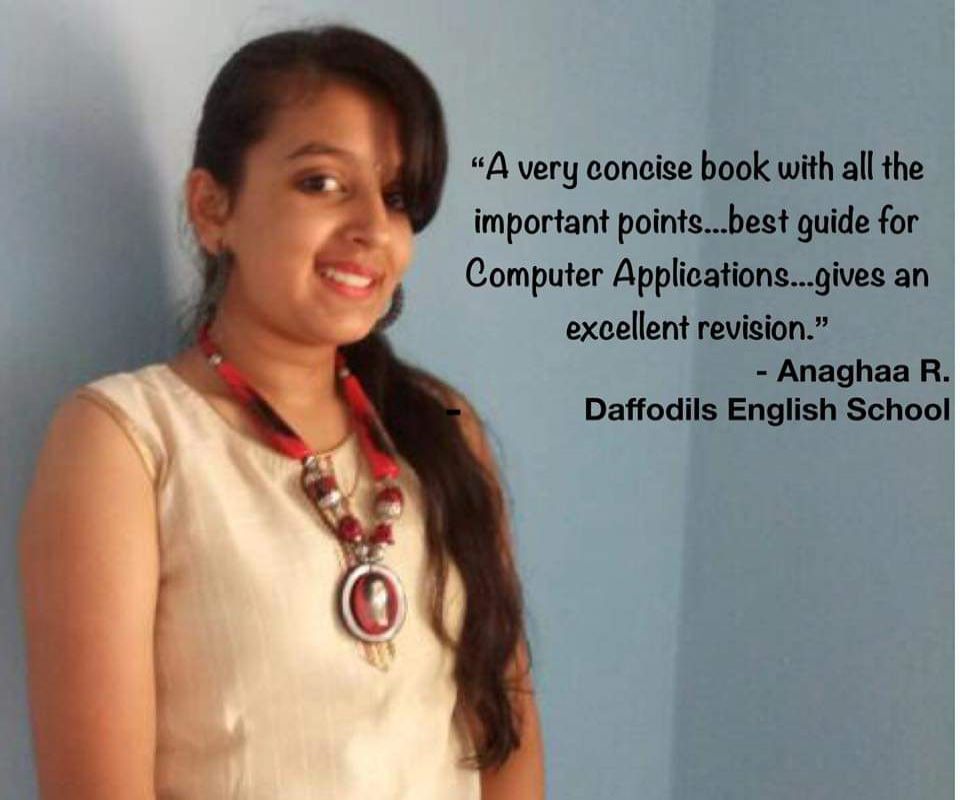 “A very concise book with all the
important points...best guide for
Computer Applications...gives an
excellent revision.”
- Anaghaa R.
- Daffodils English School